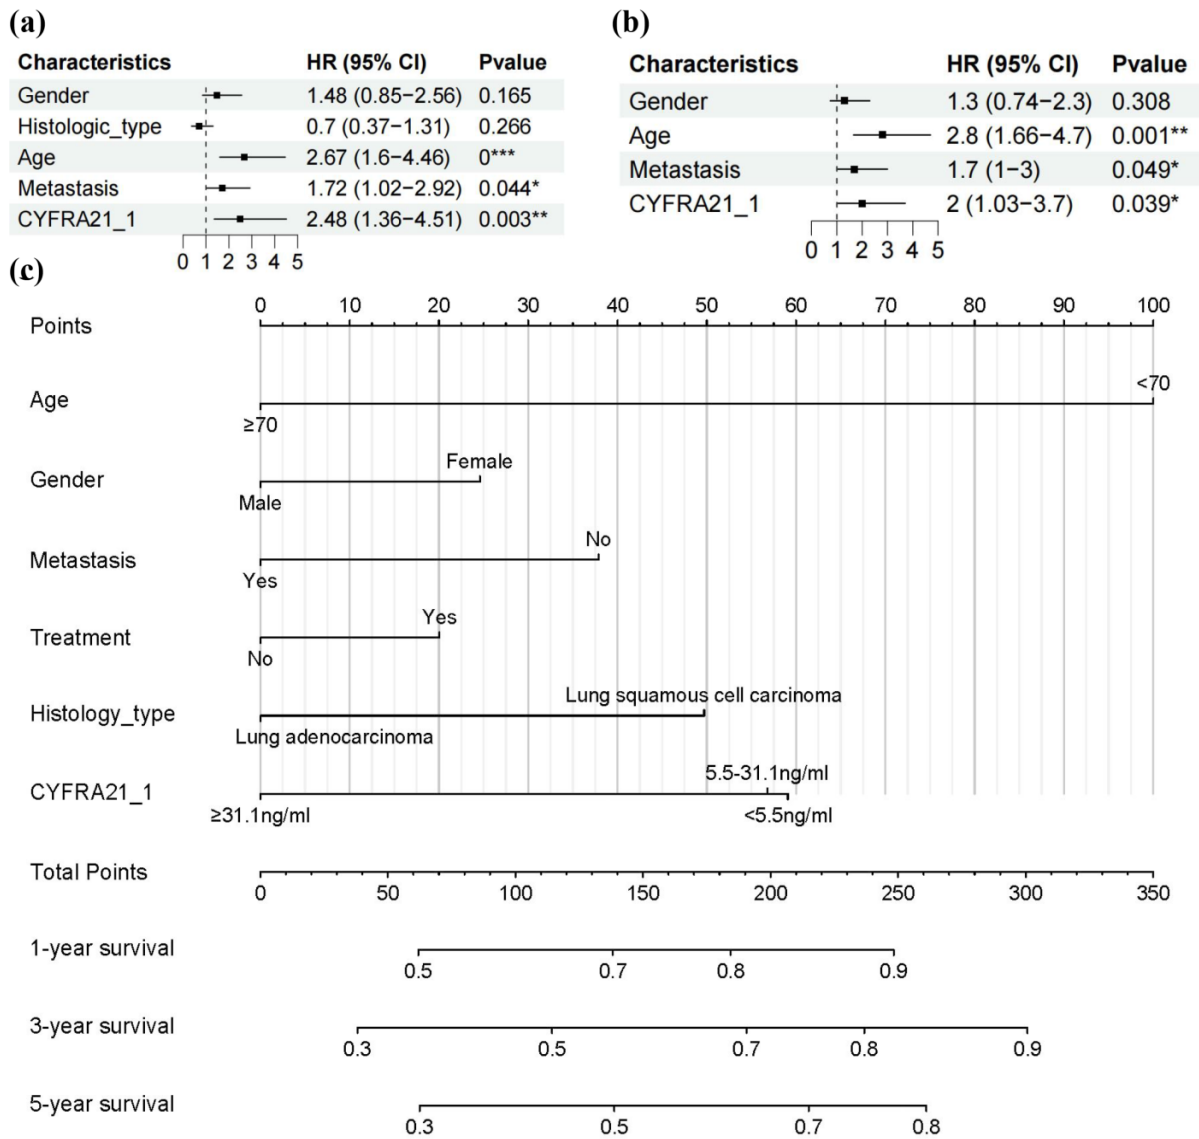 (a)
Characteristics HR (95% CI) Pvalue
Gender 1.48 (0.85−2.56) 0.165
Histologic_type 0.7 (0.37−1.31) 0.266
Age 2.67 (1.6−4.46) 0***
Metastasis 1.72 (1.02−2.92) 0.044*
CYFRA21_1 2.48 (1.36−4.51) 0.003**
0 1 2 3 4 5
(b)
Characteristics HR (95% CI) Pvalue
Gender 1.3 (0.74−2.3) 0.308
Age 2.8 (1.66−4.7) 0.001**
Metastasis 1.7 (1−3) 0.049*
CYFRA21_1 2 (1.03−3.7) 0.039*
0 1 2 3 4 5
(c)
0 10 20 30 40 50 60 70 80 90 100
Points
<70
Age
≥70
Female
Gender
Male
No
Metastasis
Yes
Yes
Treatment
No
Lung squamous cell carcinoma
Histology_type
Lung adenocarcinoma
5.5-31.1ng/ml
CYFRA21_1
≥31.1ng/ml <5.5ng/ml
Total Points
0 50 100 150 200 250 300 350
1-year survival
0.5 0.7 0.8 0.9
3-year survival
0.3 0.5 0.7 0.8 0.9
5-year survival
0.3 0.5 0.7 0.8